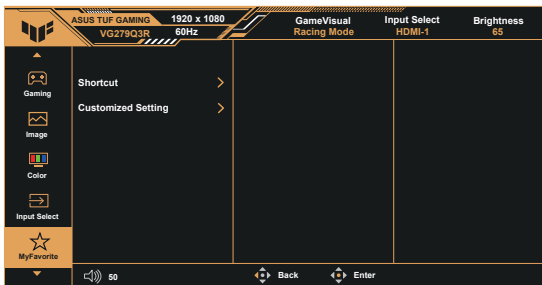 ASUS TUF GAMING
VG279Q3R
1920 x 1080
60Hz
GameVisual
Racing Mode
Input Select
HDMI-1
Brightness
65
Gaming
Image
Color
Input Select
MyFavorite
Shortcut
Customized Setting
50
Back
Enter